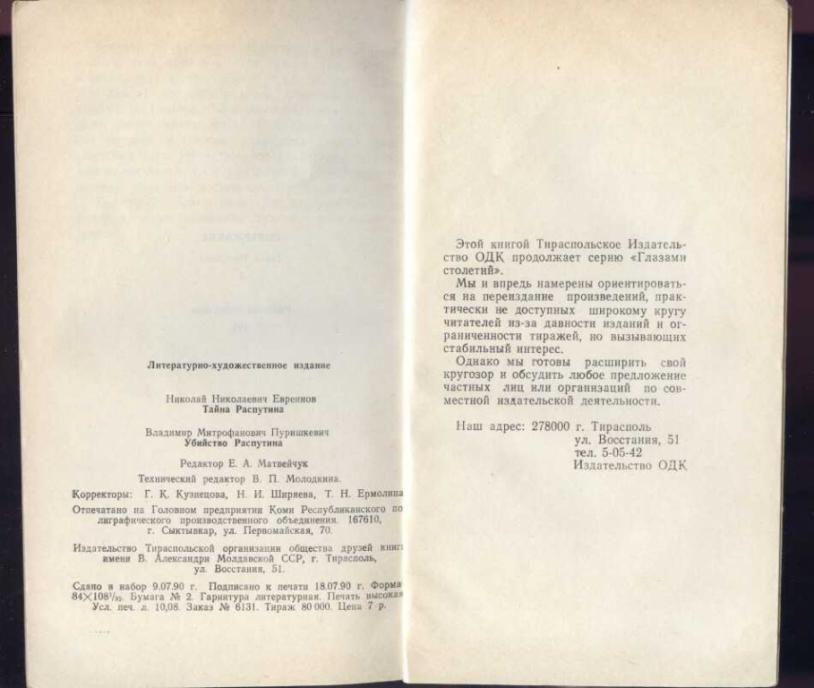 Литературно-художественное издание
Николай Николаевич Евреинов
Тайна Распутина
Владимир Митрофанович Пуришкевич
Убийство Распутина
Редактор Е. А. Матвейчук
Технический редактор В. П. Молодкина.
Корректоры: Г. К. Кузнецова, Н. И. Ширяева, Т. Н. Ермолина
Отпечатано на Головном предприятии Коми Республиканского по
лиграфического производственного объединения. 167610,
г. Сыктывкар, ул. Первомайская, 70.
Издательство Тираспольской организации общества друзей книги
имени В. Александри Молдавской ССР, г. Тирасполь,
ул. Восстания, 51.
Сдано в набор 9.07.90 г. Подписано к печати 18.07.90 г. Форма
84×108¹/₃₂. Бумага № 2. Гарнитура литературная. Печать высокая
Усл. печ. л. 10,08. Заказ № 6131. Тираж 80 000. Цена 7 р.
Этой книгой Тираспольское Издатель-
ство ОДК продолжает серию «Глазами
столетий».
Мы и впредь намерены ориентировать-
ся на переиздание произведений, прак-
тически не доступных широкому кругу
читателей из-за давности изданий и ог-
раниченности тиражей, но вызывающих
стабильный интерес.
Однако мы готовы расширить свой
кругозор и обсудить любое предложение
частных лиц или организаций по сов-
местной издательской деятельности.
Наш адрес: 278000 г. Тирасполь
ул. Восстания, 51
тел. 5-05-42
Издательство ОДК